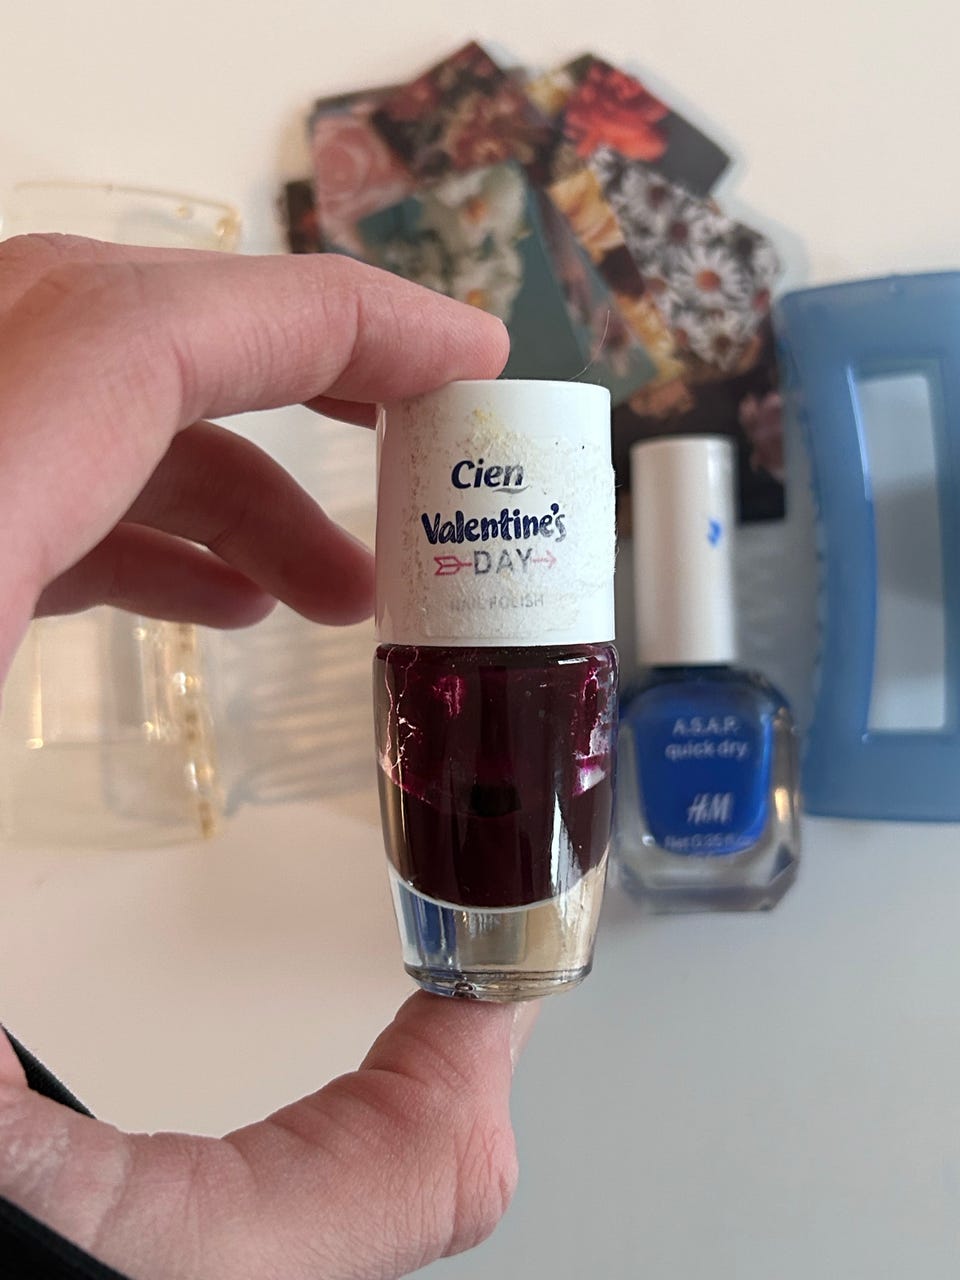 Cien
Valentine's
DAY
NAIL POLISH
A.S.A.P.
quick dry
H&M